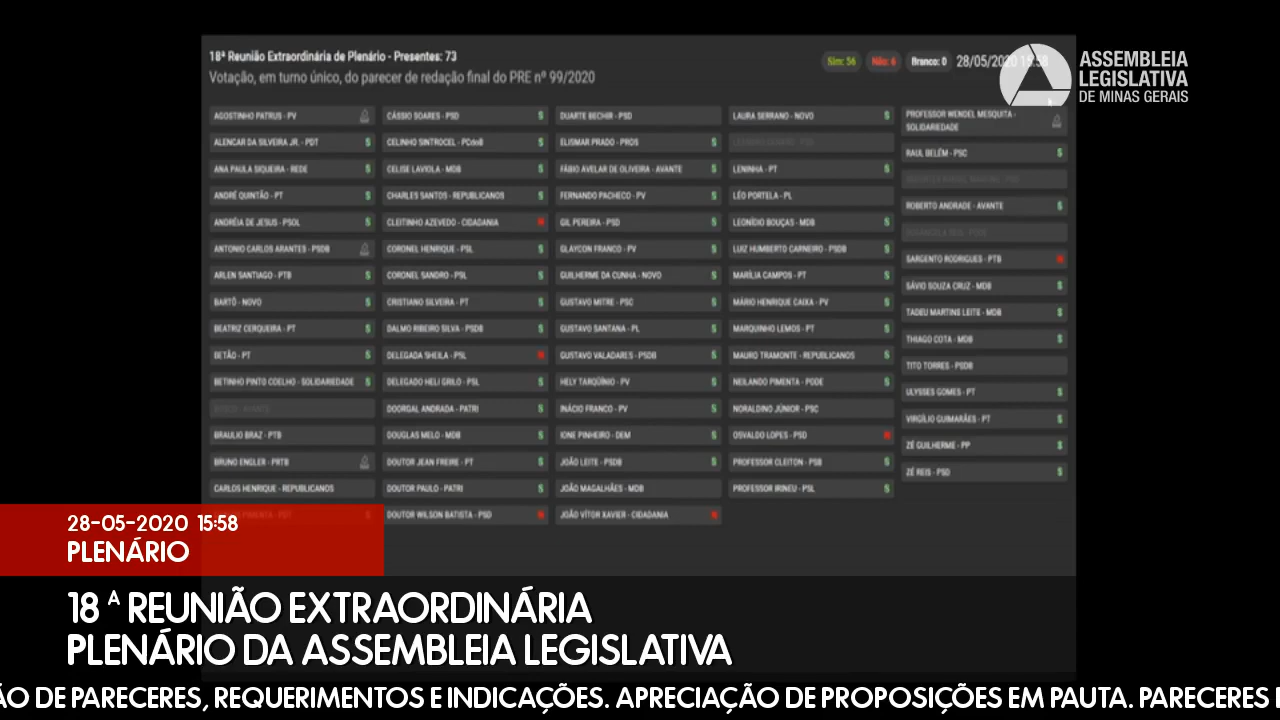 18ª Reunião Extraordinária de Plenário - Presentes: 73
Votação, em turno único, do parecer de redação final do PRE nº 99/2020
Sim: 56 Não: 6 Branco: 0 28/05/2020 15:58
ASSEMBLEIA
LEGISLATIVA
DE MINAS GERAIS
AGOSTINHO PATRUS - PV
ALENCAR DA SILVEIRA JR. - PDT S
ANA PAULA SIQUEIRA - REDE S
ANDRÉ QUINTÃO - PT S
ANDRÉIA DE JESUS - PSOL S
ANTONIO CARLOS ARANTES - PSDB
ARLEN SANTIAGO - PTB S
BARTÔ - NOVO S
BEATRIZ CERQUEIRA - PT S
BETÃO - PT S
BETINHO PINTO COELHO - SOLIDARIEDADE S
BRAULIO BRAZ - PTB
BRUNO ENGLER - PRTB
CARLOS HENRIQUE - REPUBLICANOS
CÁSSIO SOARES - PSD S
CELINHO SINTROCEL - PCdoB S
CELISE LAVIOLA - MDB S
CHARLES SANTOS - REPUBLICANOS S
CLEITINHO AZEVEDO - CIDADANIA N
CORONEL HENRIQUE - PSL S
CORONEL SANDRO - PSL S
CRISTIANO SILVEIRA - PT S
DALMO RIBEIRO SILVA - PSDB S
DELEGADA SHEILA - PSL N
DELEGADO HELI GRILO - PSL S
DOORGAL ANDRADA - PATRI S
DOUGLAS MELO - MDB S
DOUTOR JEAN FREIRE - PT S
DOUTOR PAULO - PATRI S
DOUTOR WILSON BATISTA - PSD N
DUARTE BECHIR - PSD
ELISMAR PRADO - PROS S
FÁBIO AVELAR DE OLIVEIRA - AVANTE S
FERNANDO PACHECO - PV S
GIL PEREIRA - PSD S
GLAYCON FRANCO - PV S
GUILHERME DA CUNHA - NOVO S
GUSTAVO MITRE - PSC S
GUSTAVO SANTANA - PL S
GUSTAVO VALADARES - PSDB S
HELY TARQÜÍNIO - PV S
INÁCIO FRANCO - PV S
IONE PINHEIRO - DEM S
JOÃO LEITE - PSDB S
JOÃO MAGALHÃES - MDB
JOÃO VÍTOR XAVIER - CIDADANIA N
LAURA SERRANO - NOVO S
LENINHA - PT S
LÉO PORTELA - PL
LEONÍDIO BOUÇAS - MDB S
LUIZ HUMBERTO CARNEIRO - PSDB S
MARÍLIA CAMPOS - PT S
MÁRIO HENRIQUE CAIXA - PV S
MARQUINHO LEMOS - PT S
MAURO TRAMONTE - REPUBLICANOS S
NEILANDO PIMENTA - PODE S
NORALDINO JÚNIOR - PSC
OSVALDO LOPES - PSD N
PROFESSOR CLEITON - PSB S
PROFESSOR IRINEU - PSL S
PROFESSOR WENDEL MESQUITA -
SOLIDARIEDADE
RAUL BELÉM - PSC S
ROBERTO ANDRADE - AVANTE S
SARGENTO RODRIGUES - PTB N
SÁVIO SOUZA CRUZ - MDB S
TADEU MARTINS LEITE - MDB S
THIAGO COTA - MDB S
TITO TORRES - PSDB
ULYSSES GOMES - PT S
VIRGÍLIO GUIMARÃES - PT S
ZÉ GUILHERME - PP S
ZÉ REIS - PSD S
28-05-2020 15:58
PLENÁRIO
18 ª REUNIÃO EXTRAORDINÁRIA
PLENÁRIO DA ASSEMBLEIA LEGISLATIVA
ÃO DE PARECERES, REQUERIMENTOS E INDICAÇÕES. APRECIAÇÃO DE PROPOSIÇÕES EM PAUTA. PARECERES